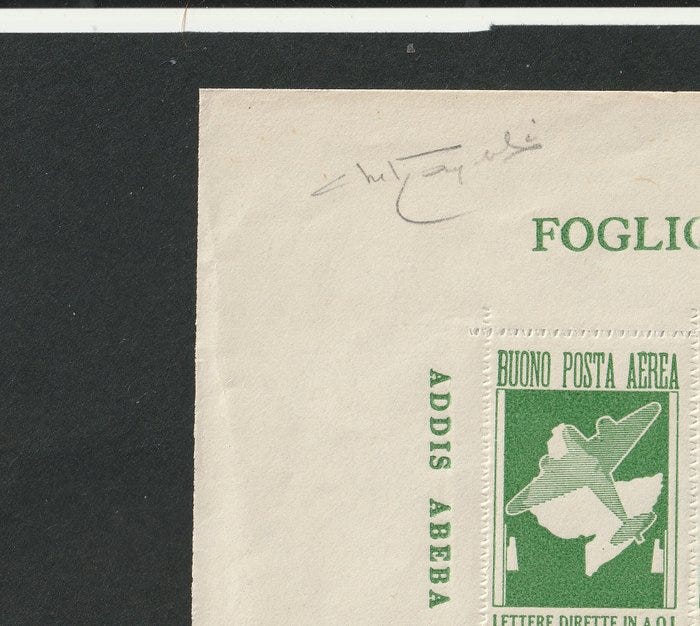 FOGLIO
ADDIS ABEBA
BUONO POSTA AEREA
LETTERE DIRETTE IN A.O.I.